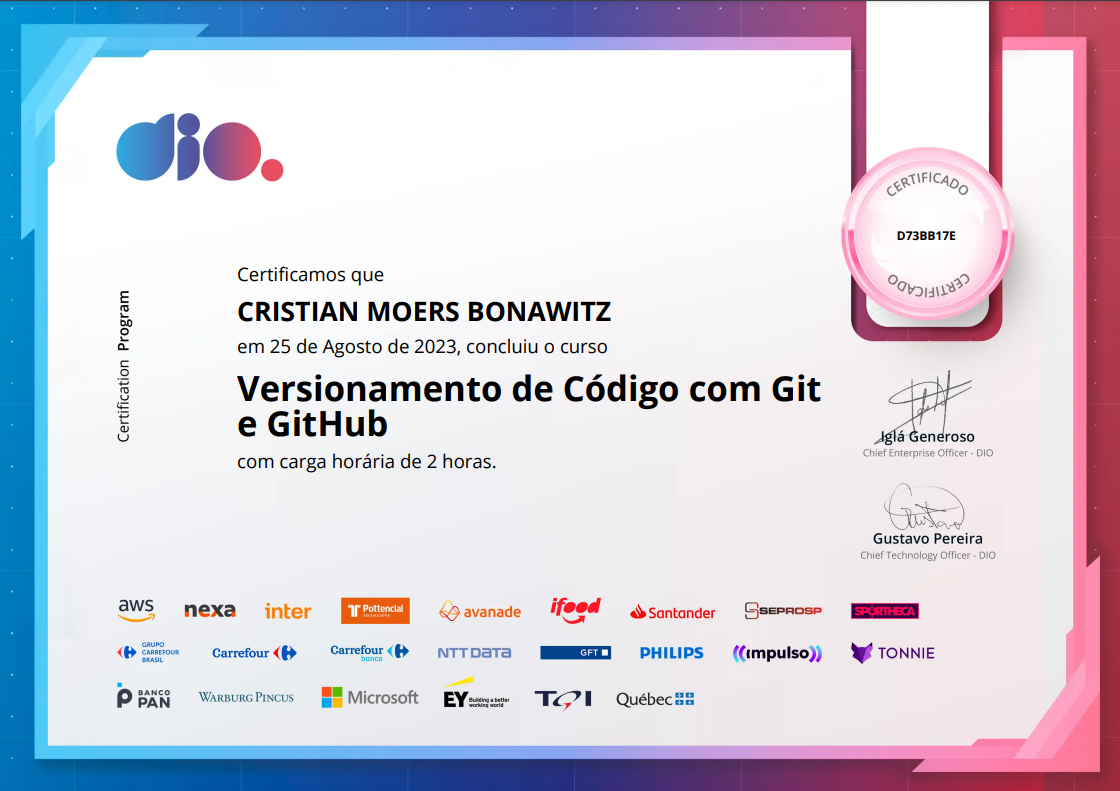 dio.
CERTIFICADO
D73BB17E
CERTIFICADO
Certification Program
Certificamos que
CRISTIAN MOERS BONAWITZ
em 25 de Agosto de 2023, concluiu o curso
Versionamento de Código com Git
e GitHub
com carga horária de 2 horas.
Iglá Generoso
Chief Enterprise Officer - DIO
Gustavo Pereira
Chief Technology Officer - DIO
aws nexa inter Pottencial SEGURADORA avanade ifood Santander SEPROSP SPORTHECA
GRUPO CARREFOUR BRASIL Carrefour Carrefour banco NTT DATA GFT PHILIPS impulso TONNIE
BANCO PAN WARBURG PINCUS Microsoft EY Building a better working world TQI Québec